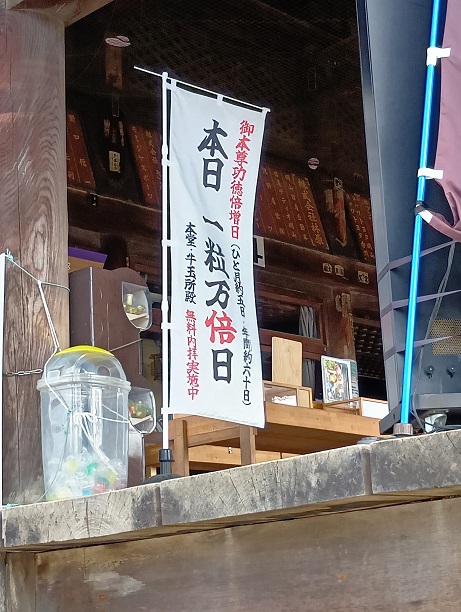 御本尊功徳倍増日(ひと月約五日・年間約六十日)
本日 一粒万倍日
本堂・牛玉所殿 無料内拝実施中